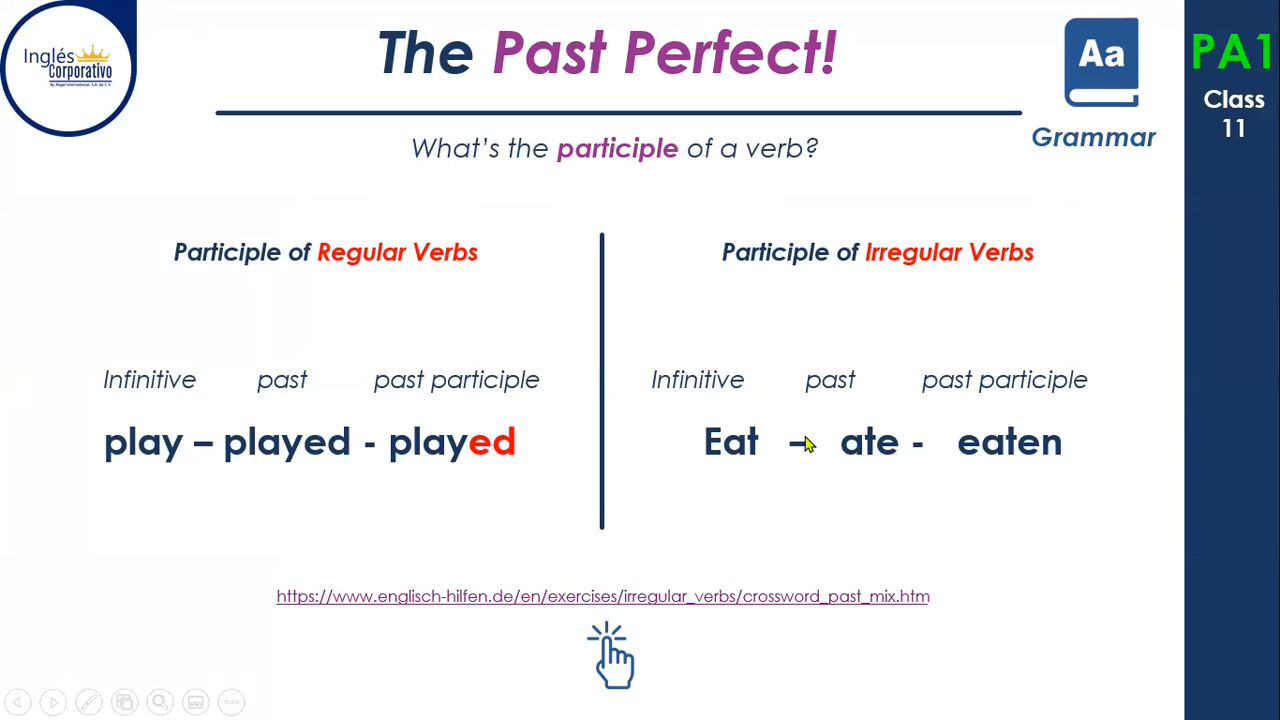 Inglés
Corporativo
By Regal International, S.A. de C.V.
The Past Perfect!
Aa
Grammar
PA1
Class
11
What's the participle of a verb?
Participle of Regular Verbs
Infinitive past past participle
play – played - played
Participle of Irregular Verbs
Infinitive past past participle
Eat – ate - eaten
https://www.englisch-hilfen.de/en/exercises/irregular_verbs/crossword_past_mix.htm